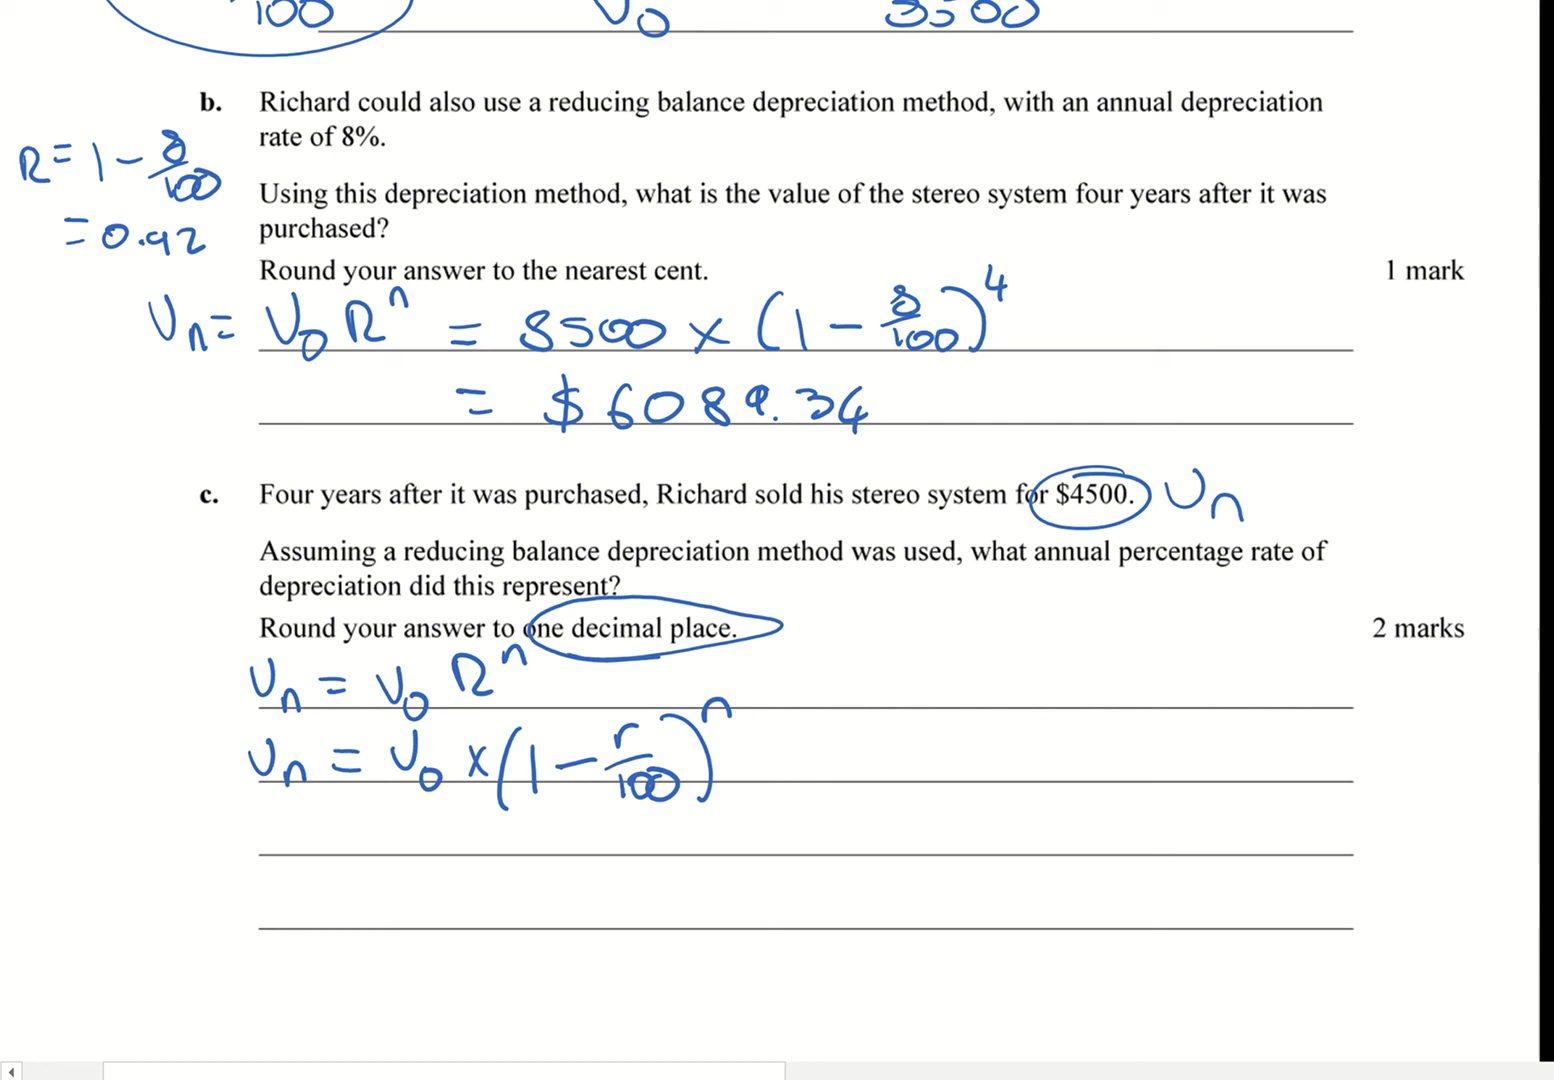 100 V0 8500
b. Richard could also use a reducing balance depreciation method, with an annual depreciation
rate of 8%.
R = 1 - 8/100
= 0.92
Using this depreciation method, what is the value of the stereo system four years after it was
purchased?
Round your answer to the nearest cent. 1 mark
Vn = V0 R^n = 8500 × (1 - 8/100)^4
= $6089.34
c. Four years after it was purchased, Richard sold his stereo system for $4500. Vn
Assuming a reducing balance depreciation method was used, what annual percentage rate of
depreciation did this represent?
Round your answer to one decimal place. 2 marks
Vn = V0 R^n
Vn = V0 × (1 - r/100)^n